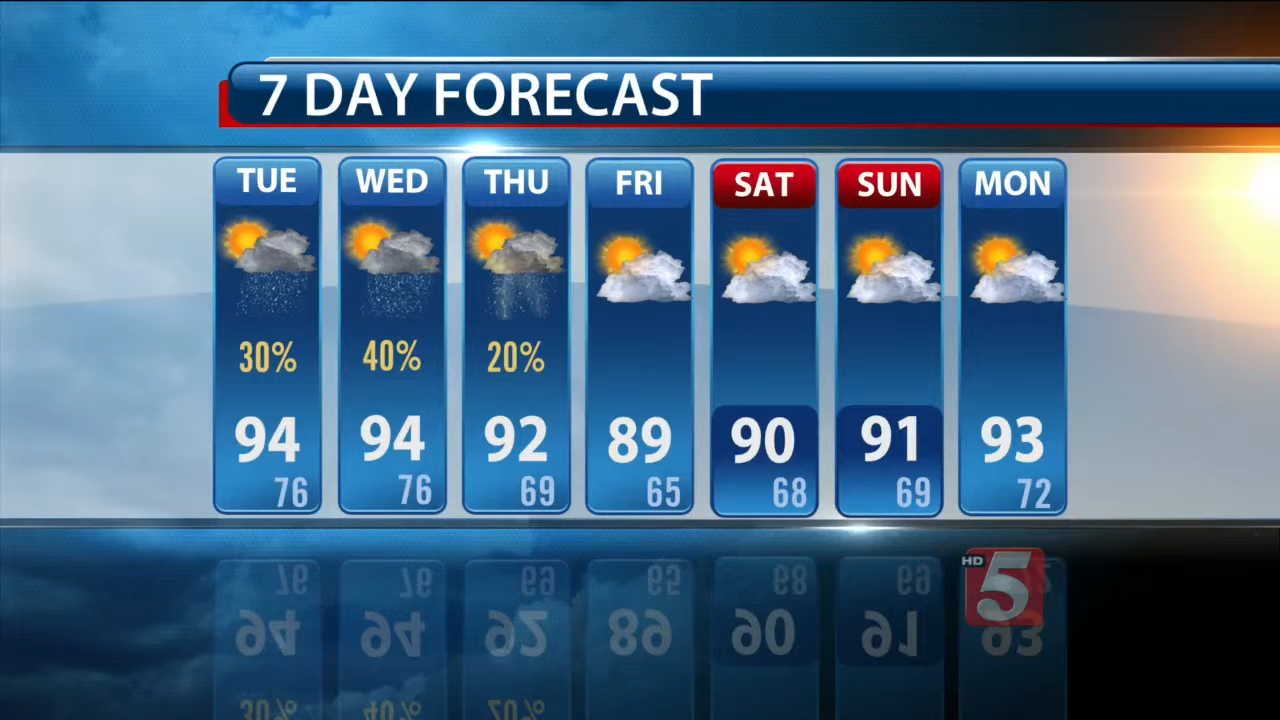 7 DAY FORECAST
TUE WED THU FRI SAT SUN MON
30% 40% 20%
94 94 92 89 90 91 93
76 76 69 65 68 69 72
HD 5